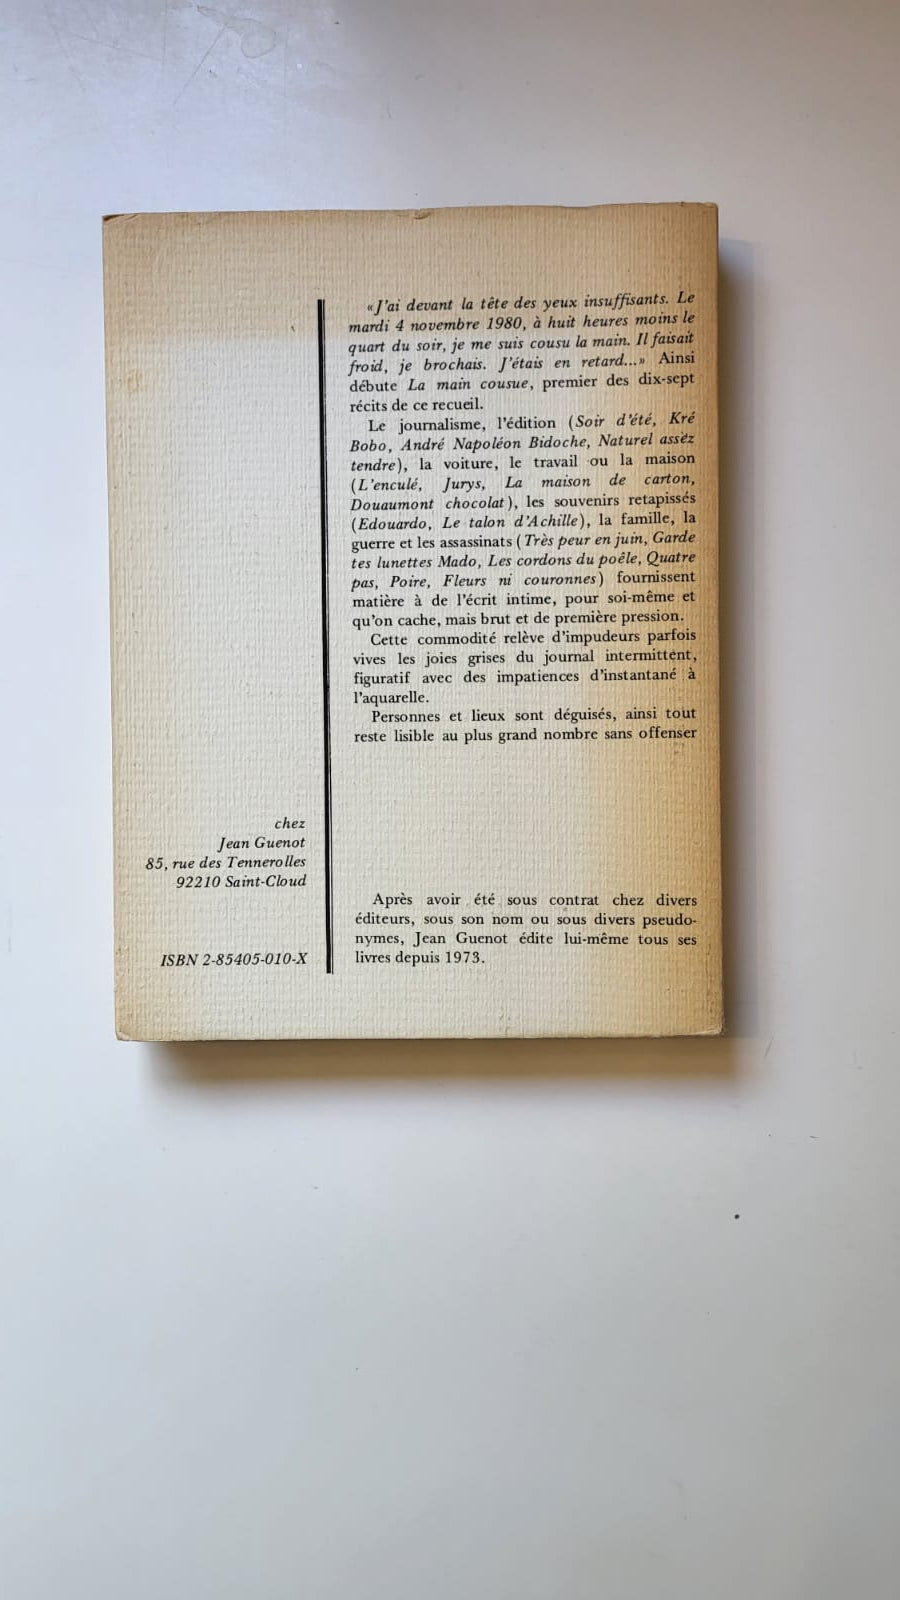 «J'ai devant la tête des yeux insuffisants. Le
mardi 4 novembre 1980, à huit heures moins le
quart du soir, je me suis cousu la main. Il faisait
froid, je brochais. J'étais en retard...» Ainsi
débute La main cousue, premier des dix-sept
récits de ce recueil.
Le journalisme, l'édition (Soir d'été, Kré
Bobo, André Napoléon Bidoche, Naturel assez
tendre), la voiture, le travail ou la maison
(L'enculé, Jurys, La maison de carton,
Douaumont chocolat), les souvenirs retapissés
(Edouardo, Le talon d'Achille), la famille, la
guerre et les assassinats (Très peur en juin, Garde
tes lunettes Mado, Les cordons du poêle, Quatre
pas, Poire, Fleurs ni couronnes) fournissent
matière à de l'écrit intime, pour soi-même et
qu'on cache, mais brut et de première pression.
Cette commodité relève d'impudeurs parfois
vives les joies grises du journal intermittent,
figuratif avec des impatiences d'instantané à
l'aquarelle.
Personnes et lieux sont déguisés, ainsi tout
reste lisible au plus grand nombre sans offenser
chez
Jean Guenot
85, rue des Tennerolles
92210 Saint-Cloud
Après avoir été sous contrat chez divers
éditeurs, sous son nom ou sous divers pseudo-
nymes, Jean Guenot édite lui-même tous ses
livres depuis 1973.
ISBN 2-85405-010-X